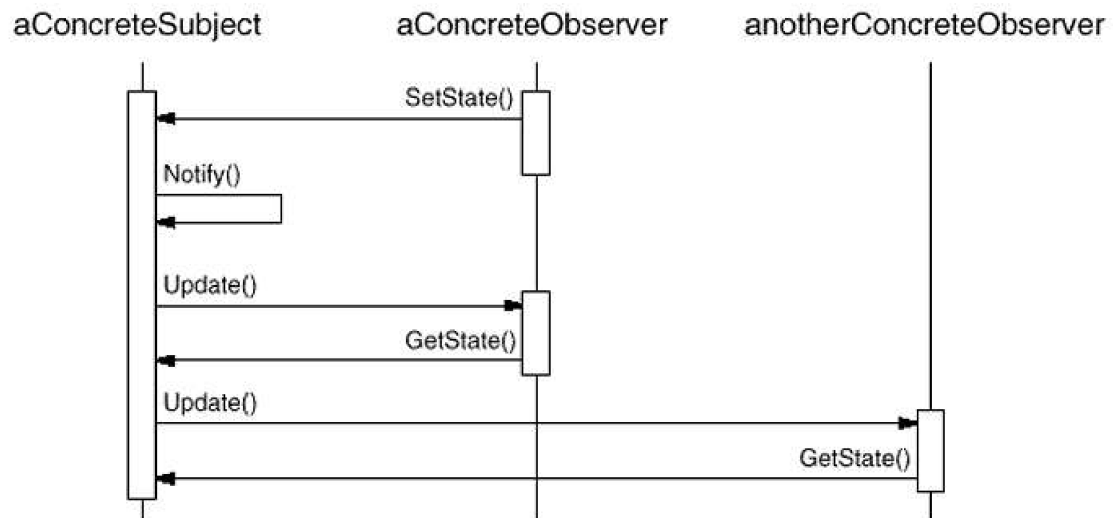 aConcreteSubject aConcreteObserver anotherConcreteObserver
SetState()
Notify()
Update()
GetState()
Update()
GetState()